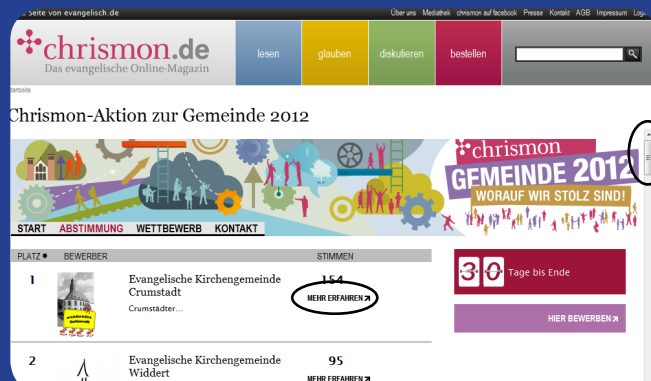 Seite von evangelisch.de
Über uns Mediathek chrismon auf facebook Presse Kontakt AGB Impressum
chrismon.de
Das evangelische Online-Magazin
lesen glauben diskutieren bestellen
Startseite
Chrismon-Aktion zur Gemeinde 2012
chrismon
GEMEINDE 2012
WORAUF WIR STOLZ SIND!
START ABSTIMMUNG WETTBEWERB KONTAKT
PLATZ BEWERBER STIMMEN
1 Evangelische Kirchengemeinde 154
Crumstadt
MEHR ERFAHREN
Crumstädter...
30 Tage bis Ende
HIER BEWERBEN
2 Evangelische Kirchengemeinde 95
Widdert
MEHR ERFAHREN